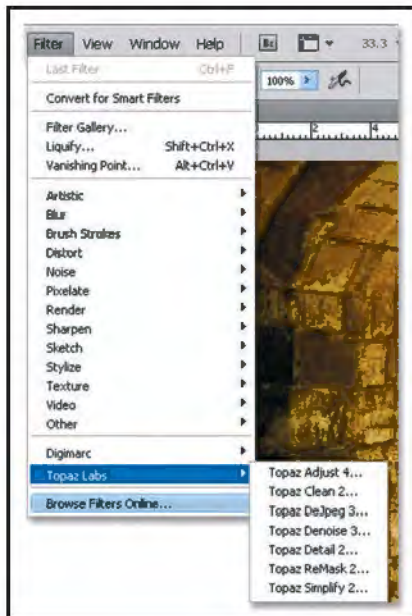 Filter View Window Help Br 33.3
Last Filter Ctrl+F
100%
Convert for Smart Filters
Filter Gallery...
Liquify... Shift+Ctrl+X
Vanishing Point... Alt+Ctrl+V
2 4
Artistic
Blur
Brush Strokes
Distort
Noise
Pixelate
Render
Sharpen
Sketch
Stylize
Texture
Video
Other
Digimarc
Topaz Labs
Browse Filters Online...
Topaz Adjust 4...
Topaz Clean 2...
Topaz DeJpeg 3...
Topaz Denoise 3...
Topaz Detail 2...
Topaz ReMask 2...
Topaz Simplify 2...